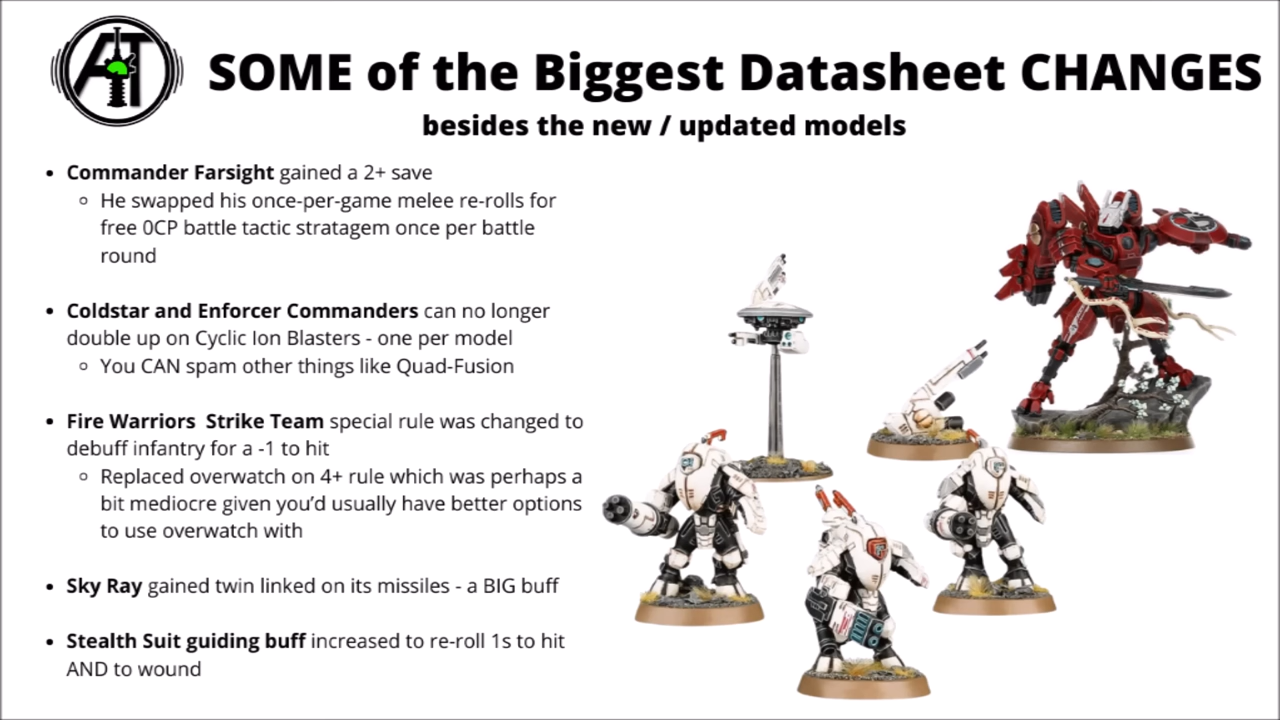 AT
SOME of the Biggest Datasheet CHANGES
besides the new / updated models
• Commander Farsight gained a 2+ save
○ He swapped his once-per-game melee re-rolls for
free 0CP battle tactic stratagem once per battle
round
• Coldstar and Enforcer Commanders can no longer
double up on Cyclic Ion Blasters - one per model
○ You CAN spam other things like Quad-Fusion
• Fire Warriors  Strike Team special rule was changed to
debuff infantry for a -1 to hit
○ Replaced overwatch on 4+ rule which was perhaps a
bit mediocre given you’d usually have better options
to use overwatch with
• Sky Ray gained twin linked on its missiles - a BIG buff
• Stealth Suit guiding buff increased to re-roll 1s to hit
AND to wound